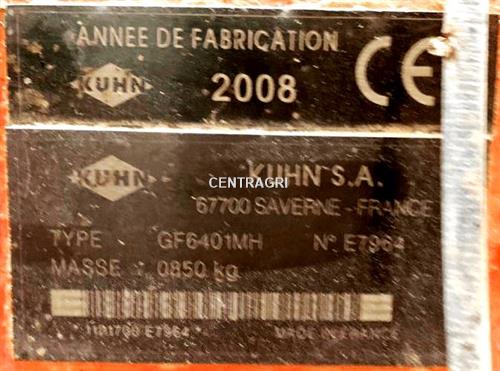 ANNEE DE FABRICATION
KUHN 2008 CE
KUHN KUHN S.A.
CENTRAGRI
67700 SAVERNE - FRANCE
TYPE GF6401MH N° E7964
MASSE 0850 kg
E7964 *
MADE IN FRANCE